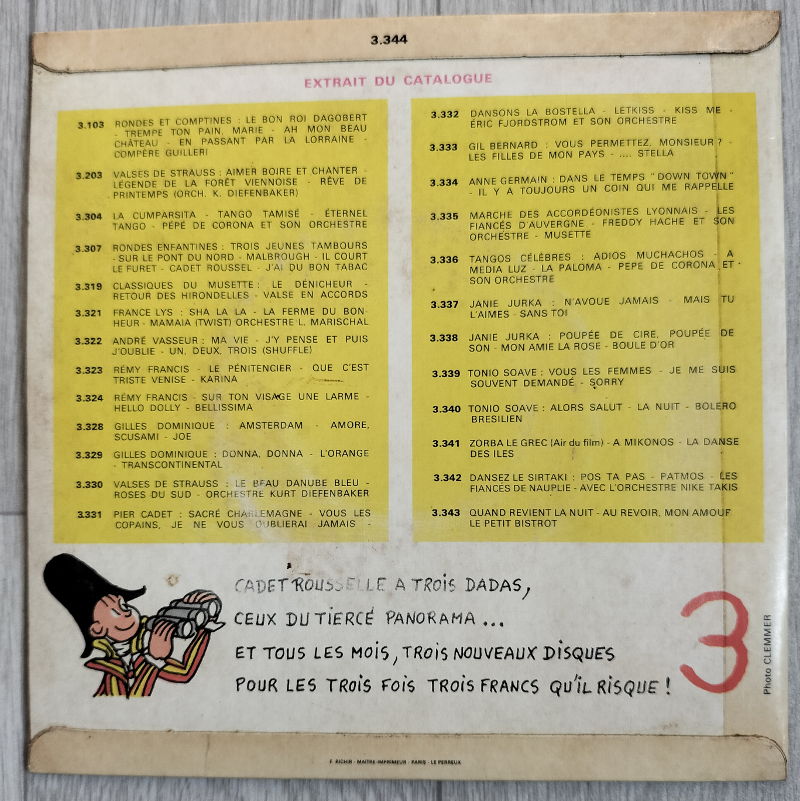 3.344
EXTRAIT DU CATALOGUE
3.103 RONDES ET COMPTINES : LE BON ROI DAGOBERT
- TREMPE TON PAIN, MARIE - AH MON BEAU
CHÂTEAU - EN PASSANT PAR LA LORRAINE -
COMPÈRE GUILLERI
3.203 VALSES DE STRAUSS : AIMER BOIRE ET CHANTER -
LÉGENDE DE LA FORÊT VIENNOISE - RÊVE DE
PRINTEMPS (ORCH. K. DIEFENBAKER)
3.304 LA CUMPARSITA - TANGO TAMISÉ - ÉTERNEL
TANGO - PÉPÉ DE CORONA ET SON ORCHESTRE
3.307 RONDES ENFANTINES : TROIS JEUNES TAMBOURS
- SUR LE PONT DU NORD - MALBROUGH - IL COURT
LE FURET - CADET ROUSSEL - J'AI DU BON TABAC
3.319 CLASSIQUES DU MUSETTE : LE DÉNICHEUR -
RETOUR DES HIRONDELLES - VALSE EN ACCORDS
3.321 FRANCE LYS : SHA LA LA - LA FERME DU BON-
HEUR - MAMAIA (TWIST) ORCHESTRE L. MARISCHAL
3.322 ANDRÉ VASSEUR : MA VIE - J'Y PENSE ET PUIS
J'OUBLIE - UN, DEUX, TROIS (SHUFFLE)
3.323 RÉMY FRANCIS - LE PÉNITENCIER - QUE C'EST
TRISTE VENISE - KARINA
3.324 RÉMY FRANCIS - SUR TON VISAGE UNE LARME -
HELLO DOLLY - BELLISSIMA
3.328 GILLES DOMINIQUE : AMSTERDAM - AMORE,
SCUSAMI - JOE
3.329 GILLES DOMINIQUE : DONNA, DONNA - L'ORANGE
- TRANSCONTINENTAL
3.330 VALSES DE STRAUSS : LE BEAU DANUBE BLEU -
ROSES DU SUD - ORCHESTRE KURT DIEFENBAKER
3.331 PIER CADET : SACRÉ CHARLEMAGNE - VOUS LES
COPAINS, JE NE VOUS OUBLIERAI JAMAIS -
3.332 DANSONS LA BOSTELLA - LETKISS - KISS ME -
ÉRIC FJORDSTROM ET SON ORCHESTRE
3.333 GIL BERNARD : VOUS PERMETTEZ, MONSIEUR ? -
LES FILLES DE MON PAYS - .... STELLA
3.334 ANNE GERMAIN : DANS LE TEMPS "DOWN TOWN"
- IL Y A TOUJOURS UN COIN QUI ME RAPPELLE
3.335 MARCHE DES ACCORDÉONISTES LYONNAIS - LES
FIANCÉS D'AUVERGNE - FREDDY HACHE ET SON
ORCHESTRE - MUSETTE
3.336 TANGOS CÉLÈBRES : ADIOS MUCHACHOS - A
MEDIA LUZ - LA PALOMA - PEPE DE CORONA ET
SON ORCHESTRE
3.337 JANIE JURKA : N'AVOUE JAMAIS - MAIS TU
L'AIMES - SANS TOI
3.338 JANIE JURKA : POUPÉE DE CIRE, POUPÉE DE
SON - MON AMIE LA ROSE - BOULE D'OR
3.339 TONIO SOAVE : VOUS LES FEMMES - JE ME SUIS
SOUVENT DEMANDÉ - SORRY
3.340 TONIO SOAVE : ALORS SALUT - LA NUIT - BOLERO
BRESILIEN
3.341 ZORBA LE GREC (Air du film) - A MIKONOS - LA DANSE
DES ILES
3.342 DANSEZ LE SIRTAKI : POS TA PAS - PATMOS - LES
FIANCÉS DE NAUPLIE - AVEC L'ORCHESTRE NIKE TAKIS
3.343 QUAND REVIENT LA NUIT - AU REVOIR, MON AMOUR
LE PETIT BISTROT
CADET ROUSSELLE A TROIS DADAS,
CEUX DU TIERCÉ PANORAMA ...
ET TOUS LES MOIS, TROIS NOUVEAUX DISQUES
POUR LES TROIS FOIS TROIS FRANCS QU'IL RISQUE !
3
Photo CLEMMER
F. RICHIR - MAITRE-IMPRIMEUR - PARIS - LE PERREUX